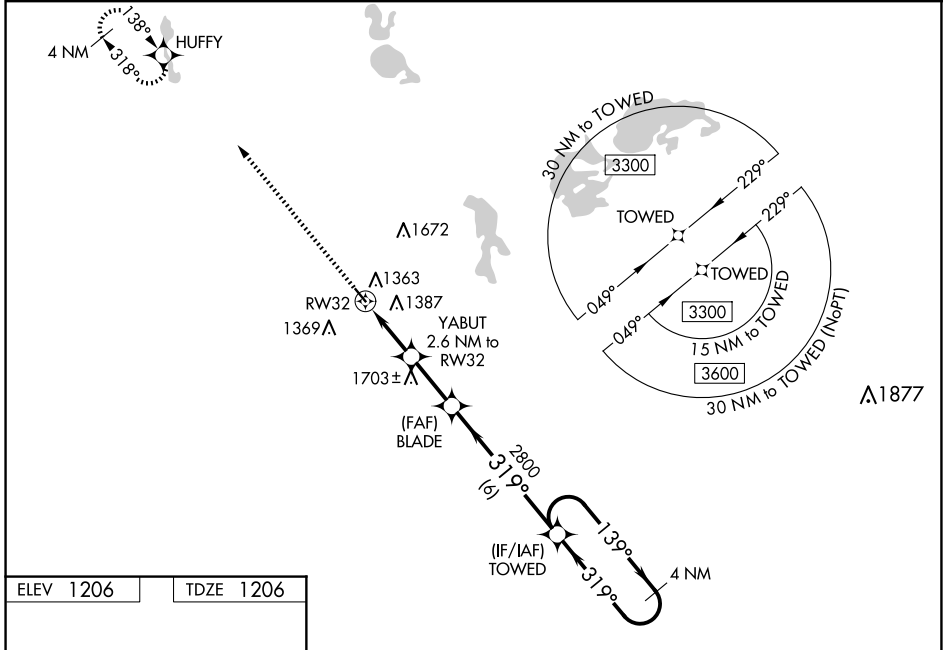 138°
HUFFY
4 NM
318°
30 NM to TOWED
3300
229°
TOWED
049°
229°
TOWED
049°
3300
15 NM to TOWED
3600
30 NM to TOWED (NoPT)
1672
1363
RW32
1387
1369
YABUT
2.6 NM to
RW32
1703±
(FAF)
BLADE
1877
2800
319°
(6)
139°
(IF/IAF)
TOWED
319°
4 NM
ELEV 1206
TDZE 1206